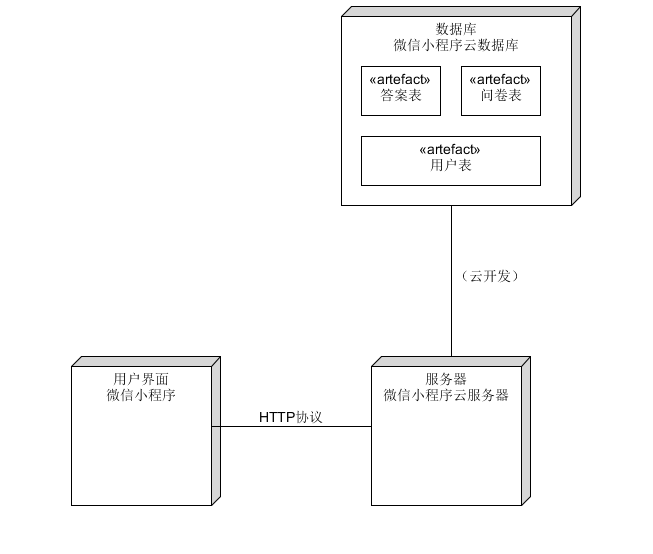 数据库
微信小程序云数据库
«artefact»
答案表
«artefact»
问卷表
«artefact»
用户表
（云开发）
用户界面
微信小程序
HTTP协议
服务器
微信小程序云服务器